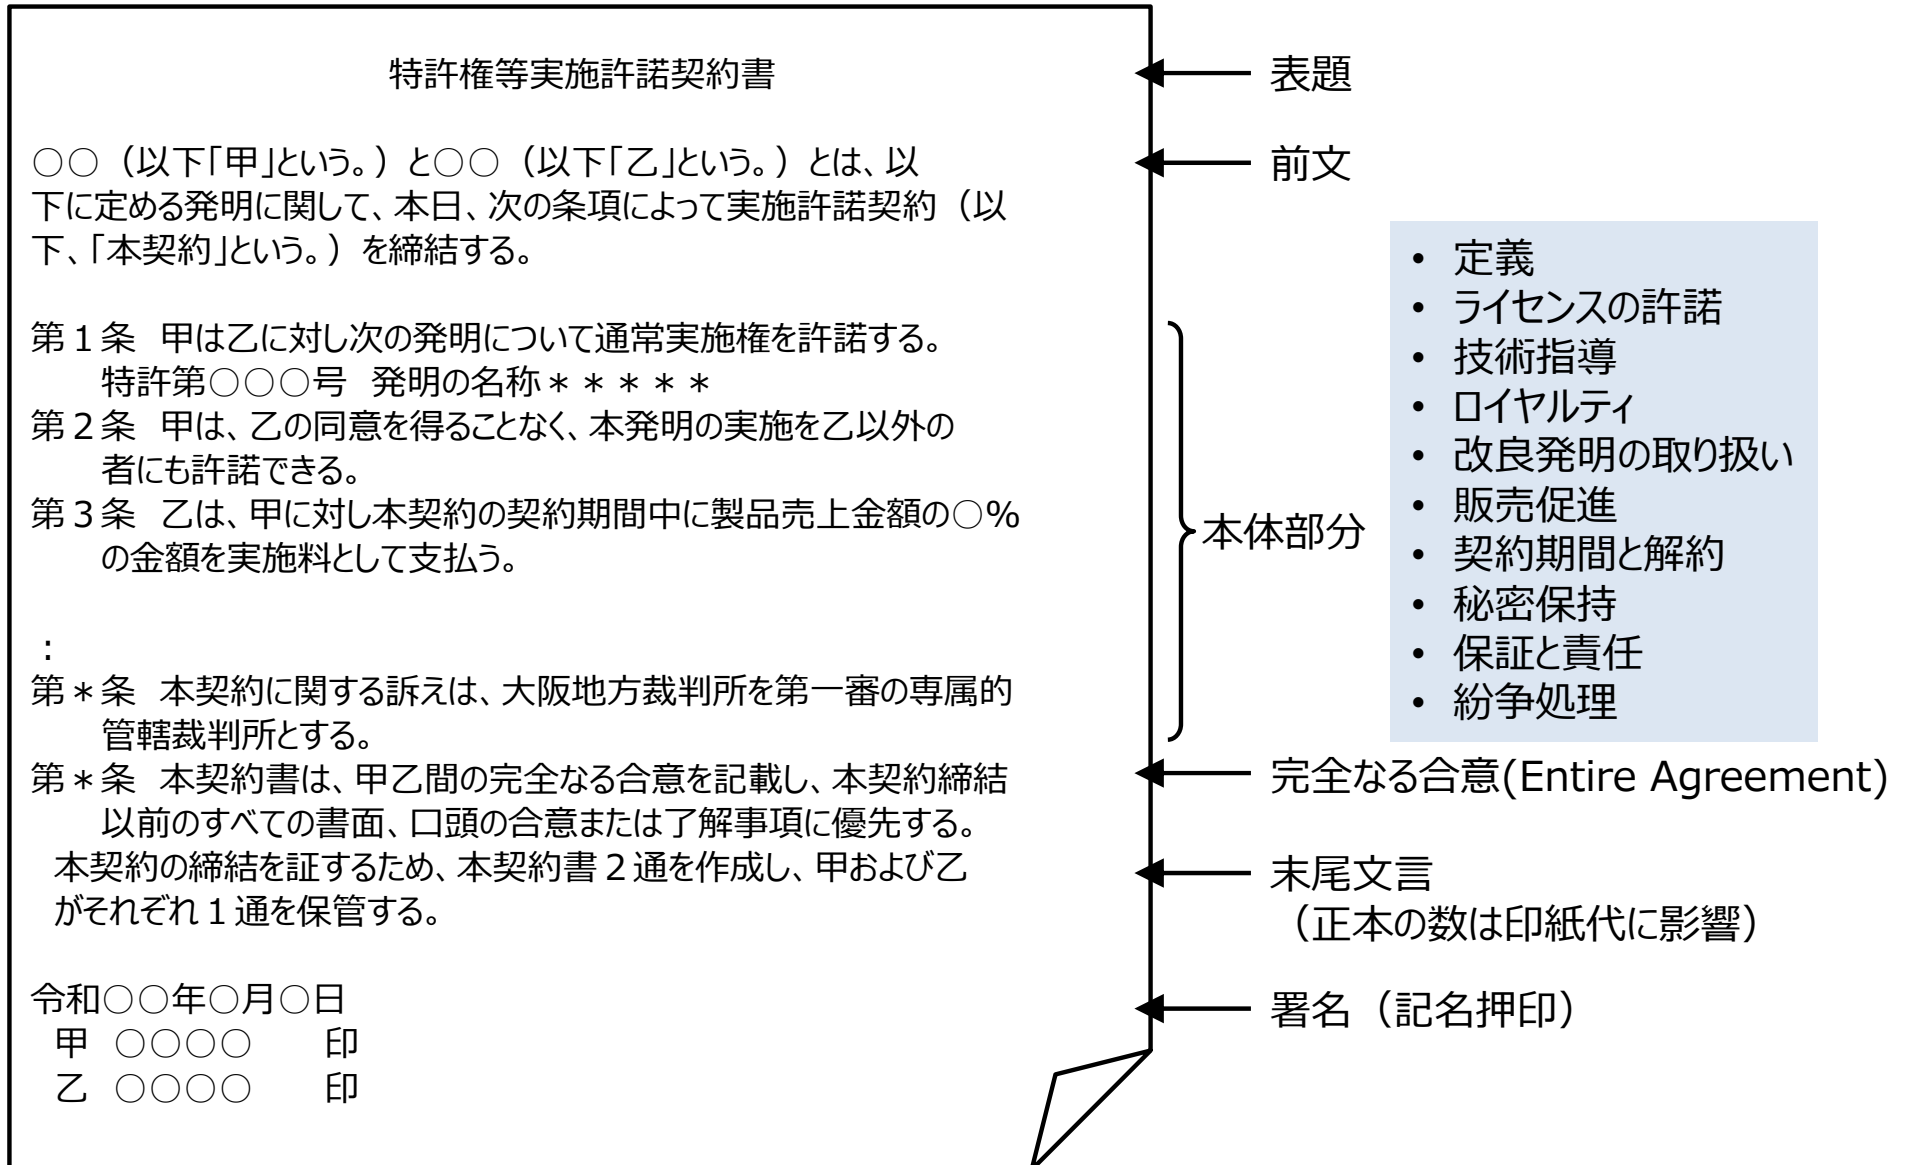 特許権等実施許諾契約書
○○（以下「甲」という。）と○○（以下「乙」という。）とは、以
下に定める発明に関して、本日、次の条項によって実施許諾契約（以
下、「本契約」という。）を締結する。
第１条　甲は乙に対し次の発明について通常実施権を許諾する。
特許第○○○号　発明の名称＊＊＊＊＊
第２条　甲は、乙の同意を得ることなく、本発明の実施を乙以外の
者にも許諾できる。
第３条　乙は、甲に対し本契約の契約期間中に製品売上金額の○%
の金額を実施料として支払う。
：
第＊条　本契約に関する訴えは、大阪地方裁判所を第一審の専属的
管轄裁判所とする。
第＊条　本契約書は、甲乙間の完全なる合意を記載し、本契約締結
以前のすべての書面、口頭の合意または了解事項に優先する。
本契約の締結を証するため、本契約書２通を作成し、甲および乙
がそれぞれ１通を保管する。
令和○○年○月○日
甲　○○○○　　印
乙　○○○○　　印
表題
前文
本体部分
• 定義
• ライセンスの許諾
• 技術指導
• ロイヤルティ
• 改良発明の取り扱い
• 販売促進
• 契約期間と解約
• 秘密保持
• 保証と責任
• 紛争処理
完全なる合意(Entire Agreement)
末尾文言
（正本の数は印紙代に影響）
署名（記名押印）